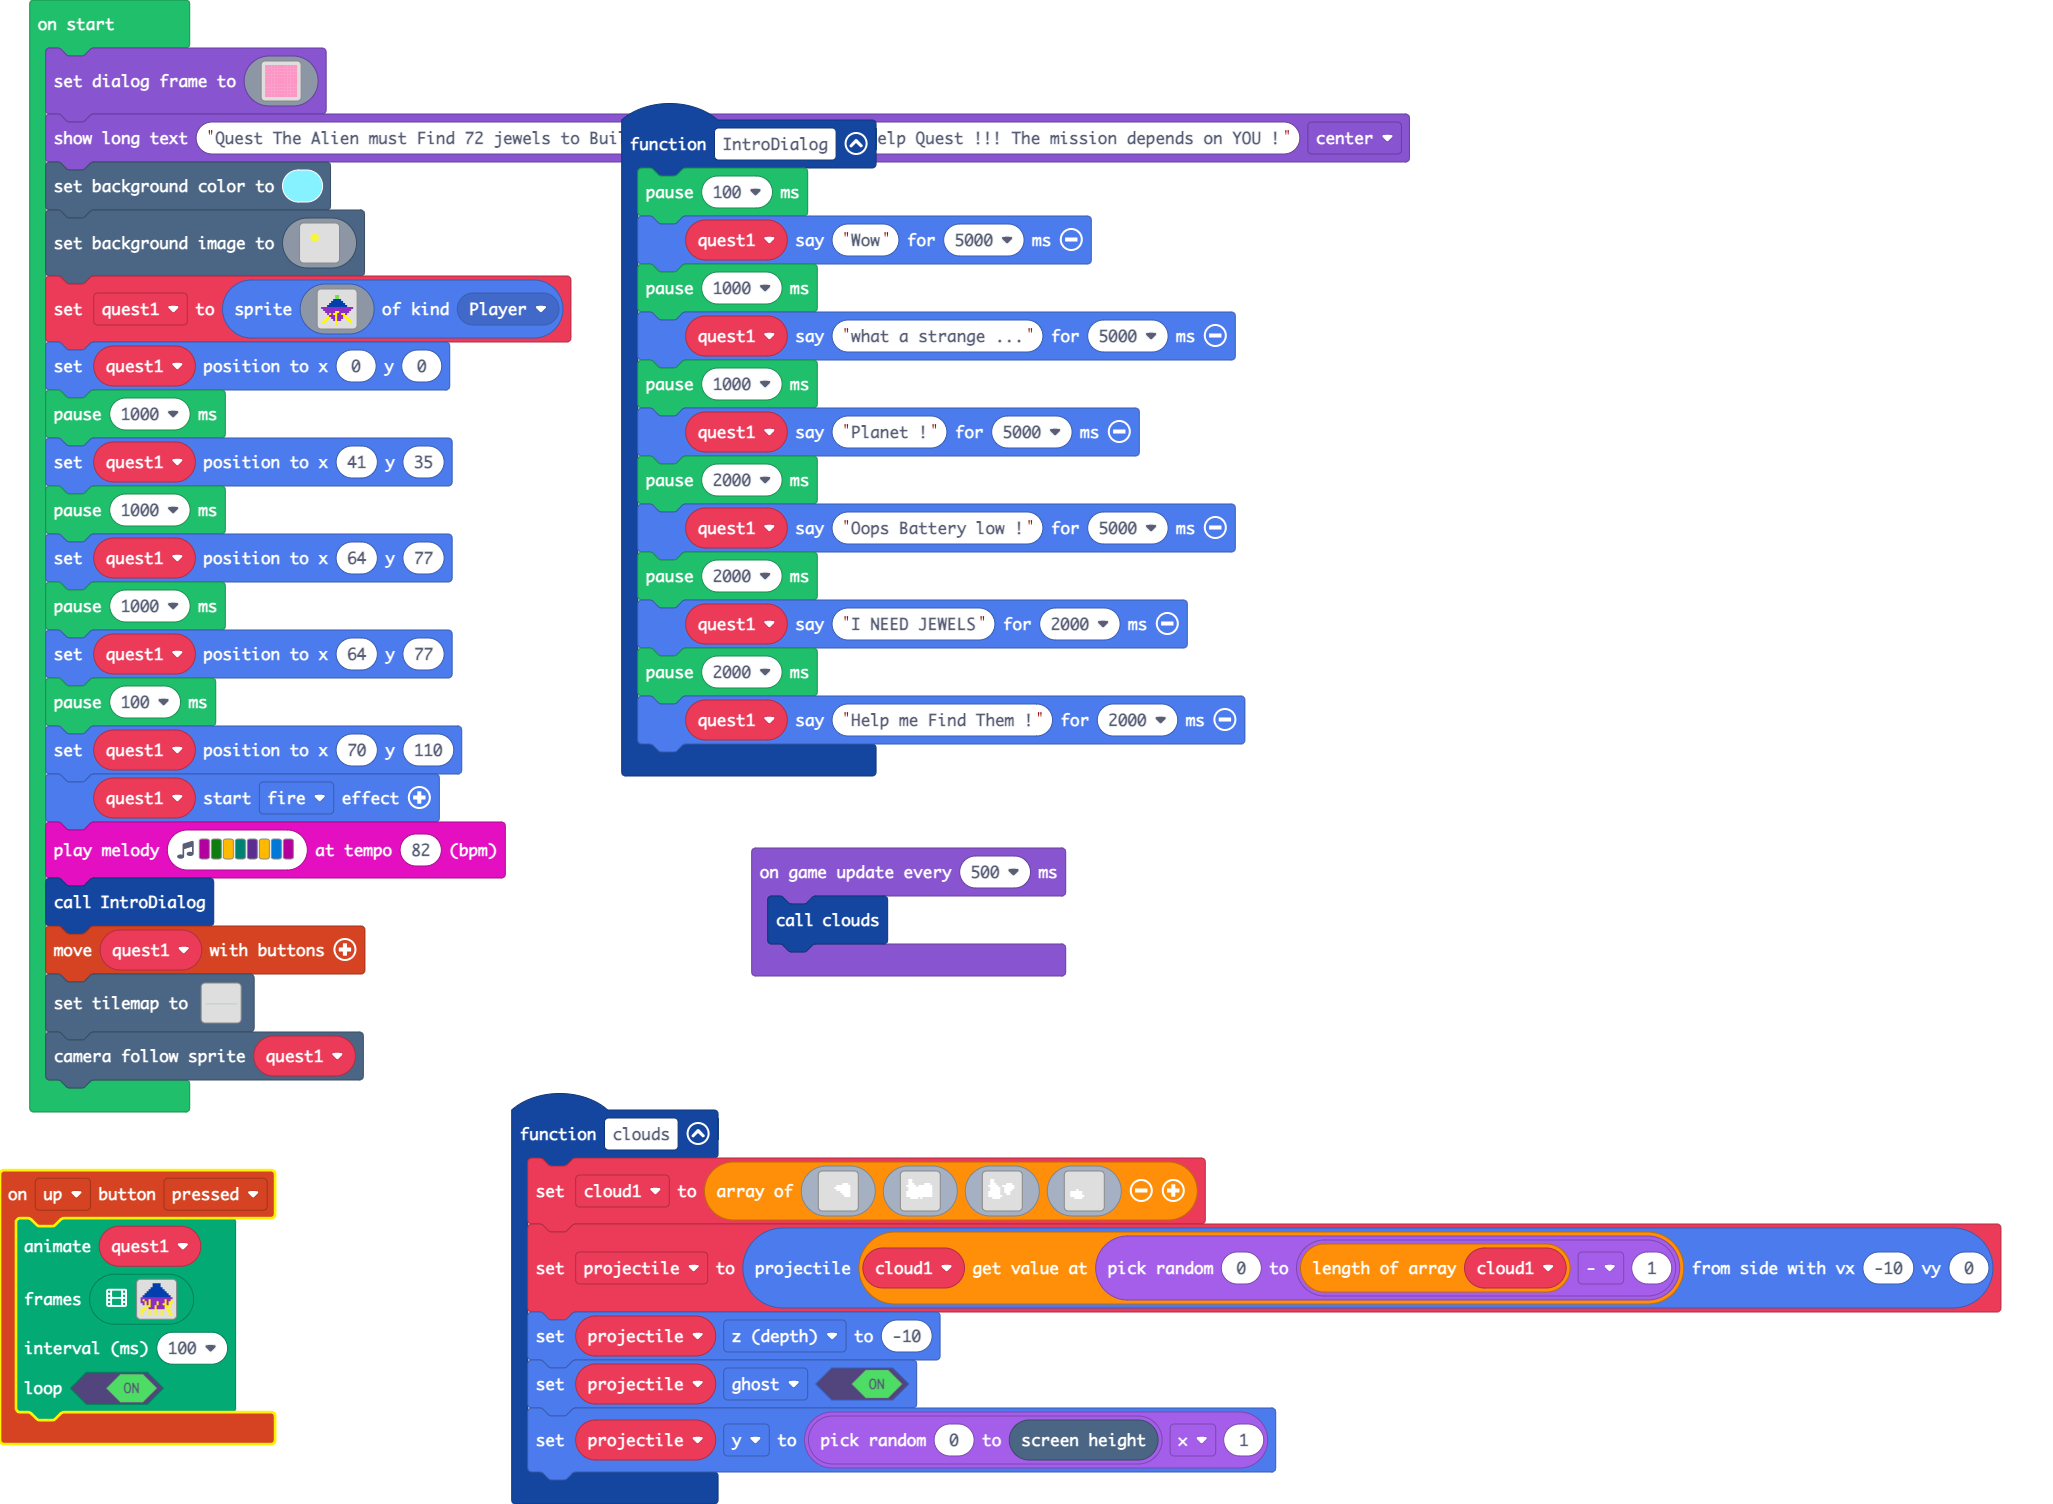 on start
set dialog frame to
show long text "Quest The Alien must Find 72 jewels to Buil
elp Quest !!! The mission depends on YOU !" center
set background color to
set background image to
set quest1 to sprite of kind Player
set quest1 position to x 0 y 0
pause 1000 ms
set quest1 position to x 41 y 35
pause 1000 ms
set quest1 position to x 64 y 77
pause 1000 ms
set quest1 position to x 64 y 77
pause 100 ms
set quest1 position to x 70 y 110
quest1 start fire effect
play melody at tempo 82 (bpm)
call IntroDialog
move quest1 with buttons
set tilemap to
camera follow sprite quest1
function IntroDialog
pause 100 ms
quest1 say "Wow" for 5000 ms
pause 1000 ms
quest1 say "what a strange ..." for 5000 ms
pause 1000 ms
quest1 say "Planet !" for 5000 ms
pause 2000 ms
quest1 say "Oops Battery low !" for 5000 ms
pause 2000 ms
quest1 say "I NEED JEWELS" for 2000 ms
pause 2000 ms
quest1 say "Help me Find Them !" for 2000 ms
on game update every 500 ms
call clouds
on up button pressed
animate quest1
frames
interval (ms) 100
loop ON
function clouds
set cloud1 to array of
set projectile to projectile cloud1 get value at pick random 0 to length of array cloud1 - 1 from side with vx -10 vy 0
set projectile z (depth) to -10
set projectile ghost ON
set projectile y to pick random 0 to screen height x 1